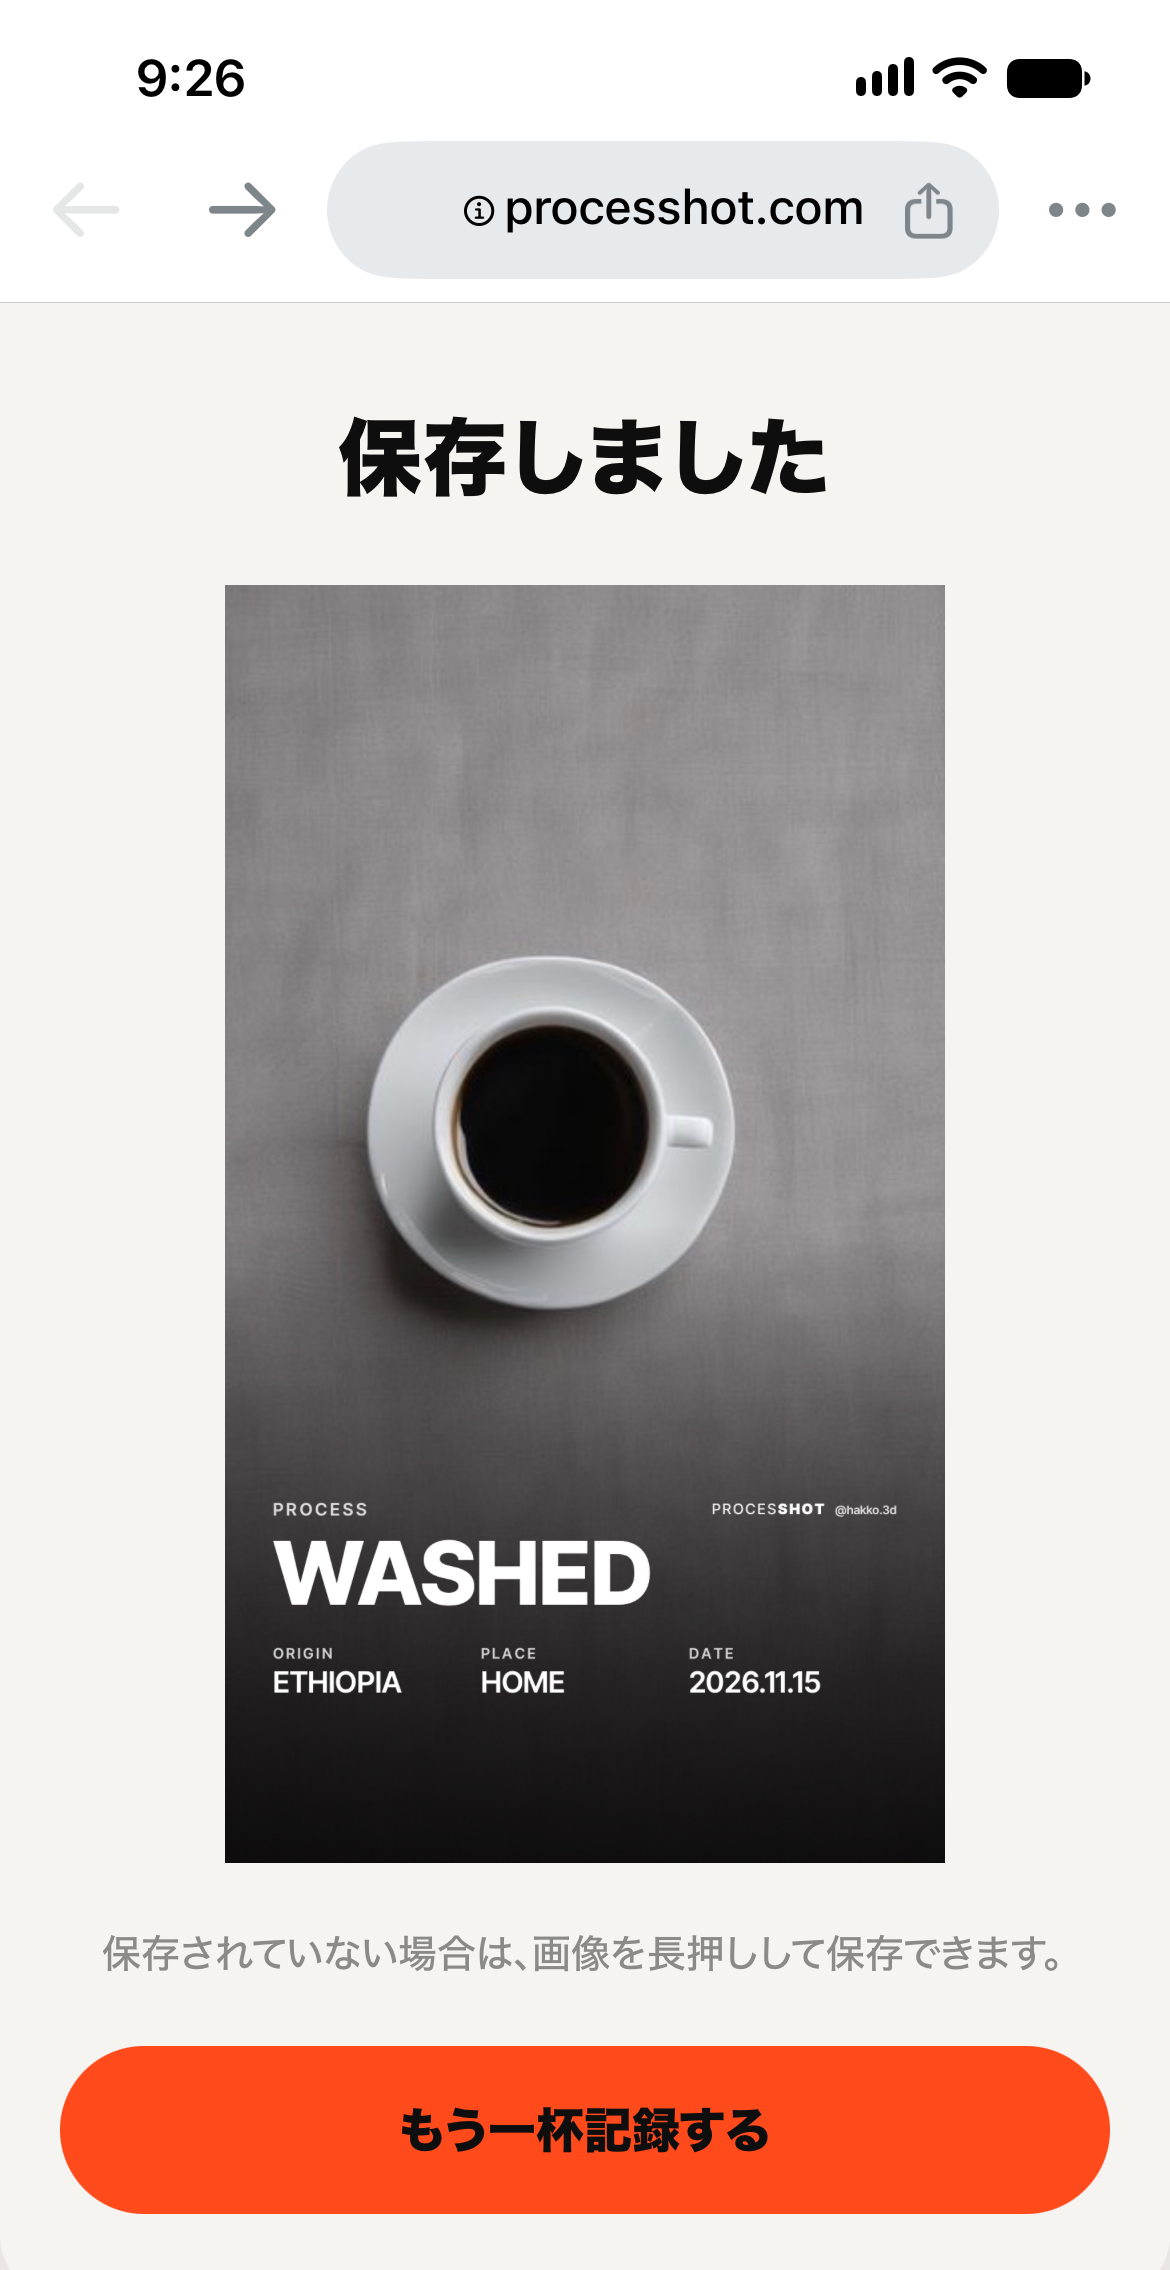 9:26
processhot.com
保存しました
PROCESS
PROCESSHOT @hakko.3d
WASHED
ORIGIN PLACE DATE
ETHIOPIA HOME 2026.11.15
保存されていない場合は、画像を長押しして保存できます。
もう一杯記録する